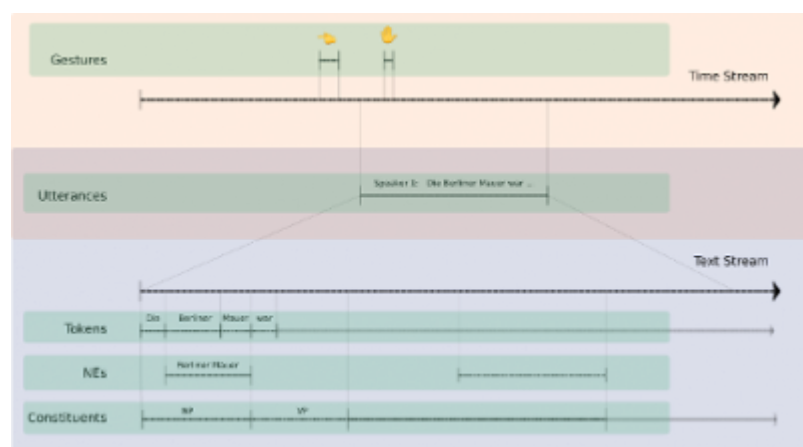 Gestures
Time Stream
Speaker 1: Die Berliner Mauer war ...
Utterances
Text Stream
Die Berliner Mauer war
Tokens
Berliner Mauer
NEs
NP VP
Constituents